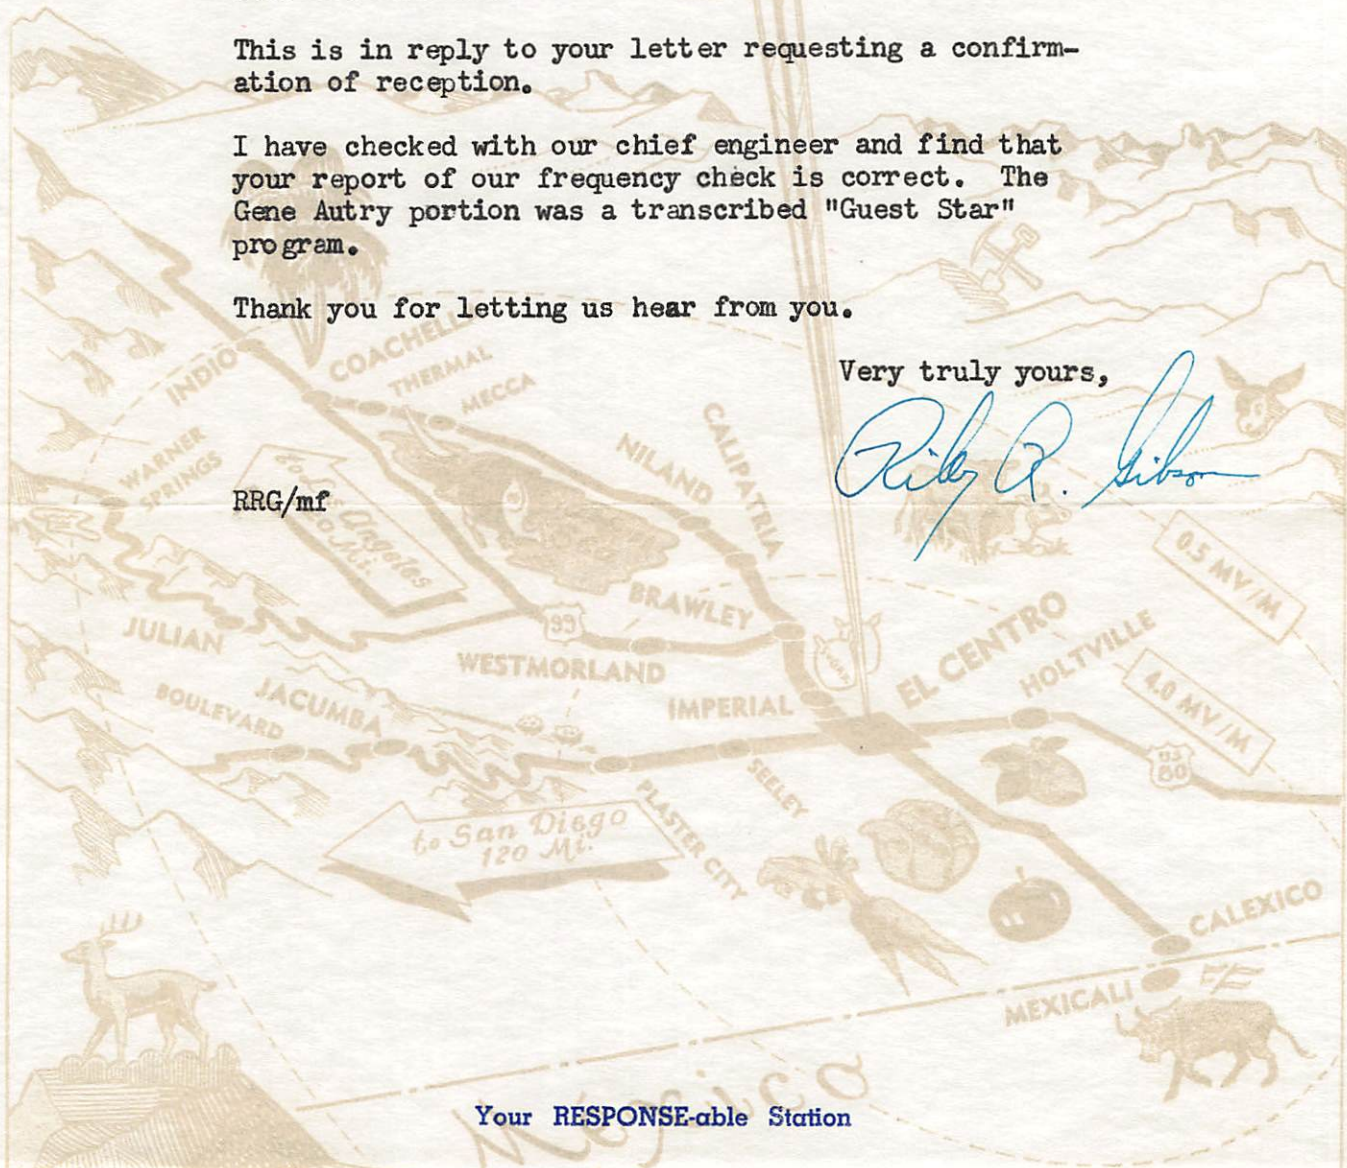 This is in reply to your letter requesting a confirm-
ation of reception.
I have checked with our chief engineer and find that
your report of our frequency check is correct. The
Gene Autry portion was a transcribed "Guest Star"
program.
Thank you for letting us hear from you.
Very truly yours,
Riley R. Gibson
RRG/mf
INDIO
COACHELL
THERMAL
MECCA
WARNER
SPRINGS
NILAND
CALIPATRIA
Angeles
Mi.
0.5 MV/M
BRAWLEY
99
JULIAN
WESTMORLAND
EL CENTRO
HOLTVILLE
4.0 MV/M
BOULEVARD
JACUMBA
IMPERIAL
US
80
SEELEY
PLASTER CITY
to San Diego
120 Mi.
CALEXICO
MEXICALI
Mexico
Your RESPONSE-able Station